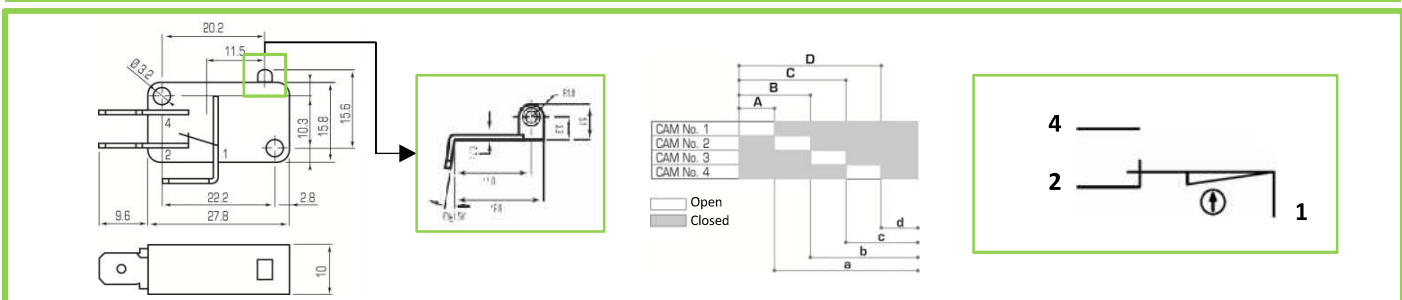 20.2
11.5
Ø3.2
4
2
1
10.3
15.8
15.6
22.2
2.8
9.6
27.8
10
R1.8
D
C
B
A
CAM No. 1
CAM No. 2
CAM No. 3
CAM No. 4
Open
Closed
d
c
b
a
4
2
1